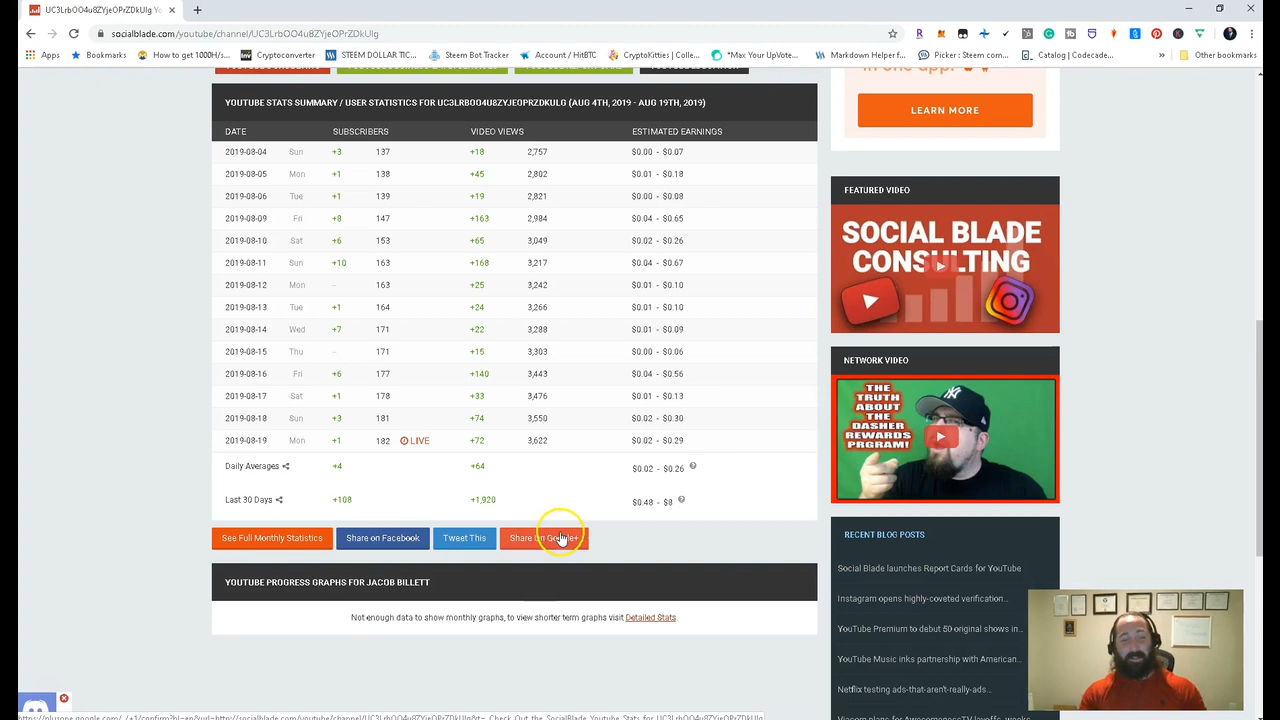 UC3LrbOO4u8ZYjeOPrZDkUlg Yo
socialblade.com/youtube/channel/UC3LrbOO4u8ZYjeOPrZDkUlg
Apps Bookmarks How to get 1000H/s... Cryptoconverter STEEM DOLLAR TIC... Steem Bot Tracker Account / HitBTC CryptoKitties | Colle... *Max Your UpVote... Markdown Helper f... Picker : Steem com... Catalog | Codecade... » Other bookmarks
LEARN MORE
YOUTUBE STATS SUMMARY / USER STATISTICS FOR UC3LRBOO4U8ZYJEOPRZDKULG (AUG 4TH, 2019 - AUG 19TH, 2019)
DATE SUBSCRIBERS VIDEO VIEWS ESTIMATED EARNINGS
2019-08-04 Sun +3 137 +18 2,757 $0.00 - $0.07
2019-08-05 Mon +1 138 +45 2,802 $0.01 - $0.18
2019-08-06 Tue +1 139 +19 2,821 $0.00 - $0.08
2019-08-09 Fri +8 147 +163 2,984 $0.04 - $0.65
2019-08-10 Sat +6 153 +65 3,049 $0.02 - $0.26
2019-08-11 Sun +10 163 +168 3,217 $0.04 - $0.67
2019-08-12 Mon -- 163 +25 3,242 $0.01 - $0.10
2019-08-13 Tue +1 164 +24 3,266 $0.01 - $0.10
2019-08-14 Wed +7 171 +22 3,288 $0.01 - $0.09
2019-08-15 Thu -- 171 +15 3,303 $0.00 - $0.06
2019-08-16 Fri +6 177 +140 3,443 $0.04 - $0.56
2019-08-17 Sat +1 178 +33 3,476 $0.01 - $0.13
2019-08-18 Sun +3 181 +74 3,550 $0.02 - $0.30
2019-08-19 Mon +1 182 LIVE +72 3,622 $0.02 - $0.29
Daily Averages +4 +64 $0.02 - $0.26
Last 30 Days +108 +1,920 $0.48 - $8
See Full Monthly Statistics Share on Facebook Tweet This Share on Google+
YOUTUBE PROGRESS GRAPHS FOR JACOB BILLETT
Not enough data to show monthly graphs, to view shorter term graphs visit Detailed Stats.
FEATURED VIDEO
SOCIAL BLADE
CONSULTING
NETWORK VIDEO
THE
TRUTH
ABOUT
THE
DASHER
REWARDS
PRGRAM!
RECENT BLOG POSTS
Social Blade launches Report Cards for YouTube
Instagram opens highly-coveted verification...
YouTube Premium to debut 50 original shows in...
YouTube Music inks partnership with American...
Netflix testing ads-that-aren't-really-ads...